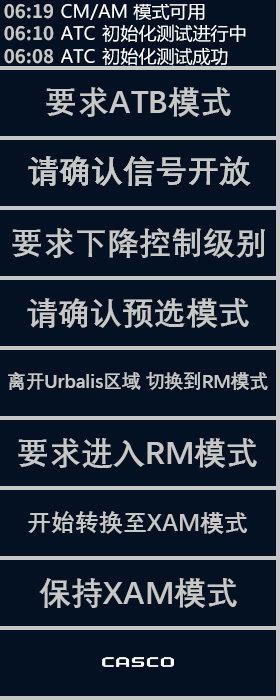 06:19 CM/AM 模式可用
06:10 ATC 初始化测试进行中
06:08 ATC 初始化测试成功
要求ATB模式
请确认信号开放
要求下降控制级别
请确认预选模式
离开Urbalis区域 切换到RM模式
要求进入RM模式
开始转换至XAM模式
保持XAM模式
CASCO